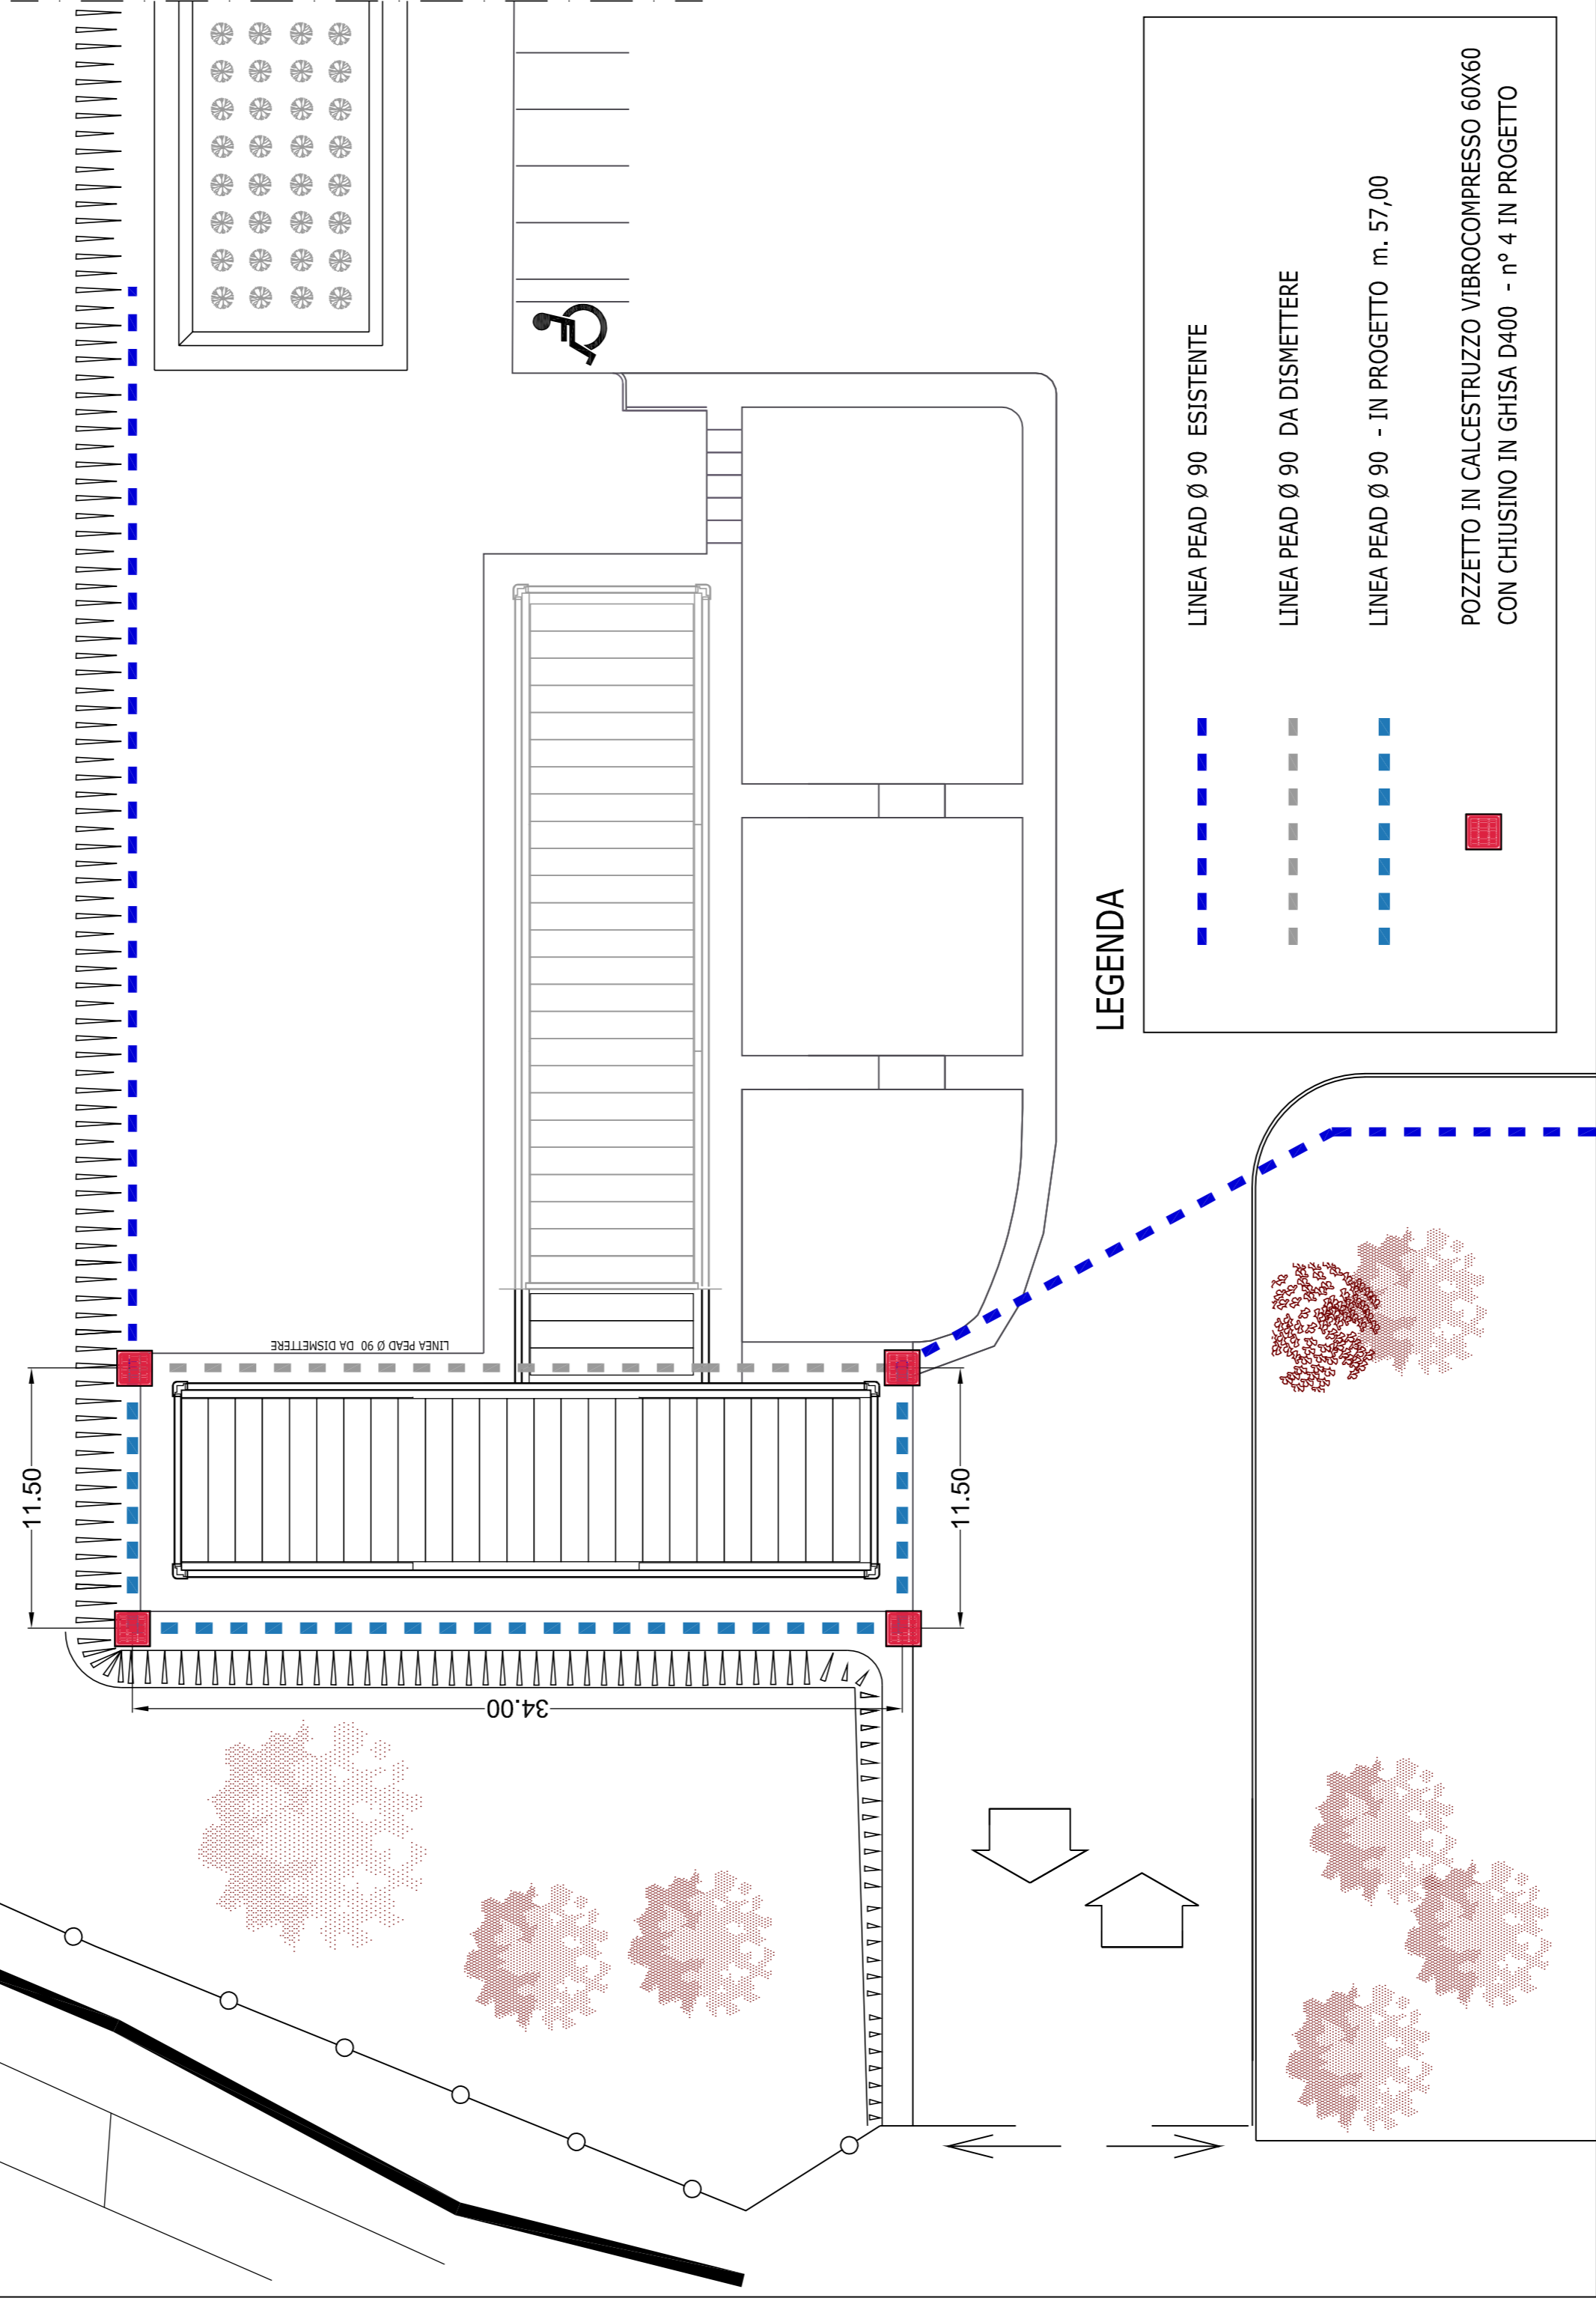 LEGENDA
LINEA PEAD Ø 90  ESISTENTE
LINEA PEAD Ø 90  DA DISMETTERE
LINEA PEAD Ø 90  - IN PROGETTO  m. 57,00
POZZETTO IN CALCESTRUZZO VIBROCOMPRESSO 60X60
CON CHIUSINO IN GHISA D400  - n° 4 IN PROGETTO
LINEA PEAD Ø 90  DA DISMETTERE
11.50
11.50
34.00